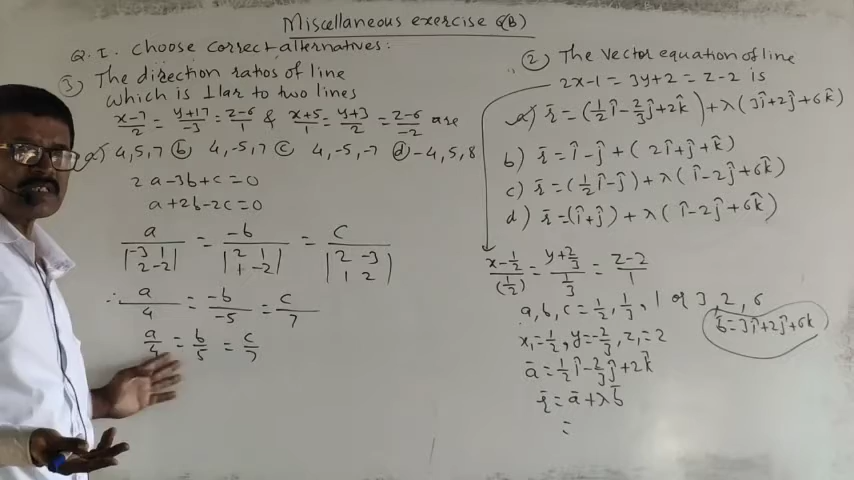 Miscellaneous exercise (B)
Q.I. Choose correct alternatives:
③ The direction ratios of line
which is ⊥lar to two lines
(x-7)/2 = (y+17)/-3 = (z-6)/1 & (x+5)/1 = (y+3)/2 = (z-6)/-2 are
a) 4,5,7 ⓑ 4,-5,7 ⓒ 4,-5,-7 ⓓ -4,5,8
2a-3b+c=0
a+2b-2c=0
a/|-3 1; 2 -2| = -b/|2 1; 1 -2| = c/|2 -3; 1 2|
∴ a/4 = -b/-5 = c/7
a/4 = b/5 = c/7
② The vector equation of line
2x-1 = 3y+2 = z-2 is
a) r̄ = (1/2 î - 2/3 ĵ + 2k̂) + λ(3î+2ĵ+6k̂)
b) r̄ = î - ĵ + (2î+ĵ+k̂)
c) r̄ = (1/2 î - ĵ) + λ(î-2ĵ+6k̂)
d) r̄ = (î+ĵ) + λ(î-2ĵ+6k̂)
(x-1/2)/(1/2) = (y+2/3)/(1/3) = (z-2)/1
a,b,c = 1/2, 1/3, 1 or 3,2,6
b̄=3î+2ĵ+6k
x₁=1/2, y=-2/3, z₁=2
ā = 1/2 î - 2/3 ĵ + 2k̂
r̄ = ā+λb̄
=